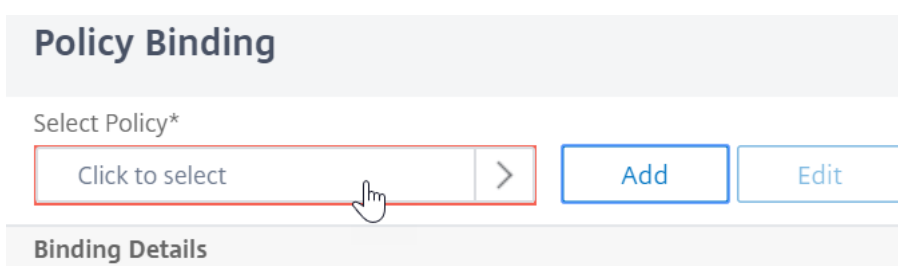 Policy Binding
Select Policy*
Click to select
Add
Edit
Binding Details